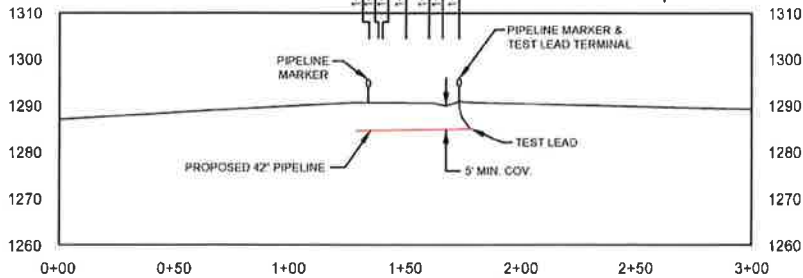 1310
1310
PIPELINE MARKER &
TEST LEAD TERMINAL
1300
1300
PIPELINE
MARKER
1290
1290
1280
1280
TEST LEAD
PROPOSED 42" PIPELINE
5' MIN. COV.
1270
1270
1260
1260
0+00
0+50
1+00
1+50
2+00
2+50
3+00